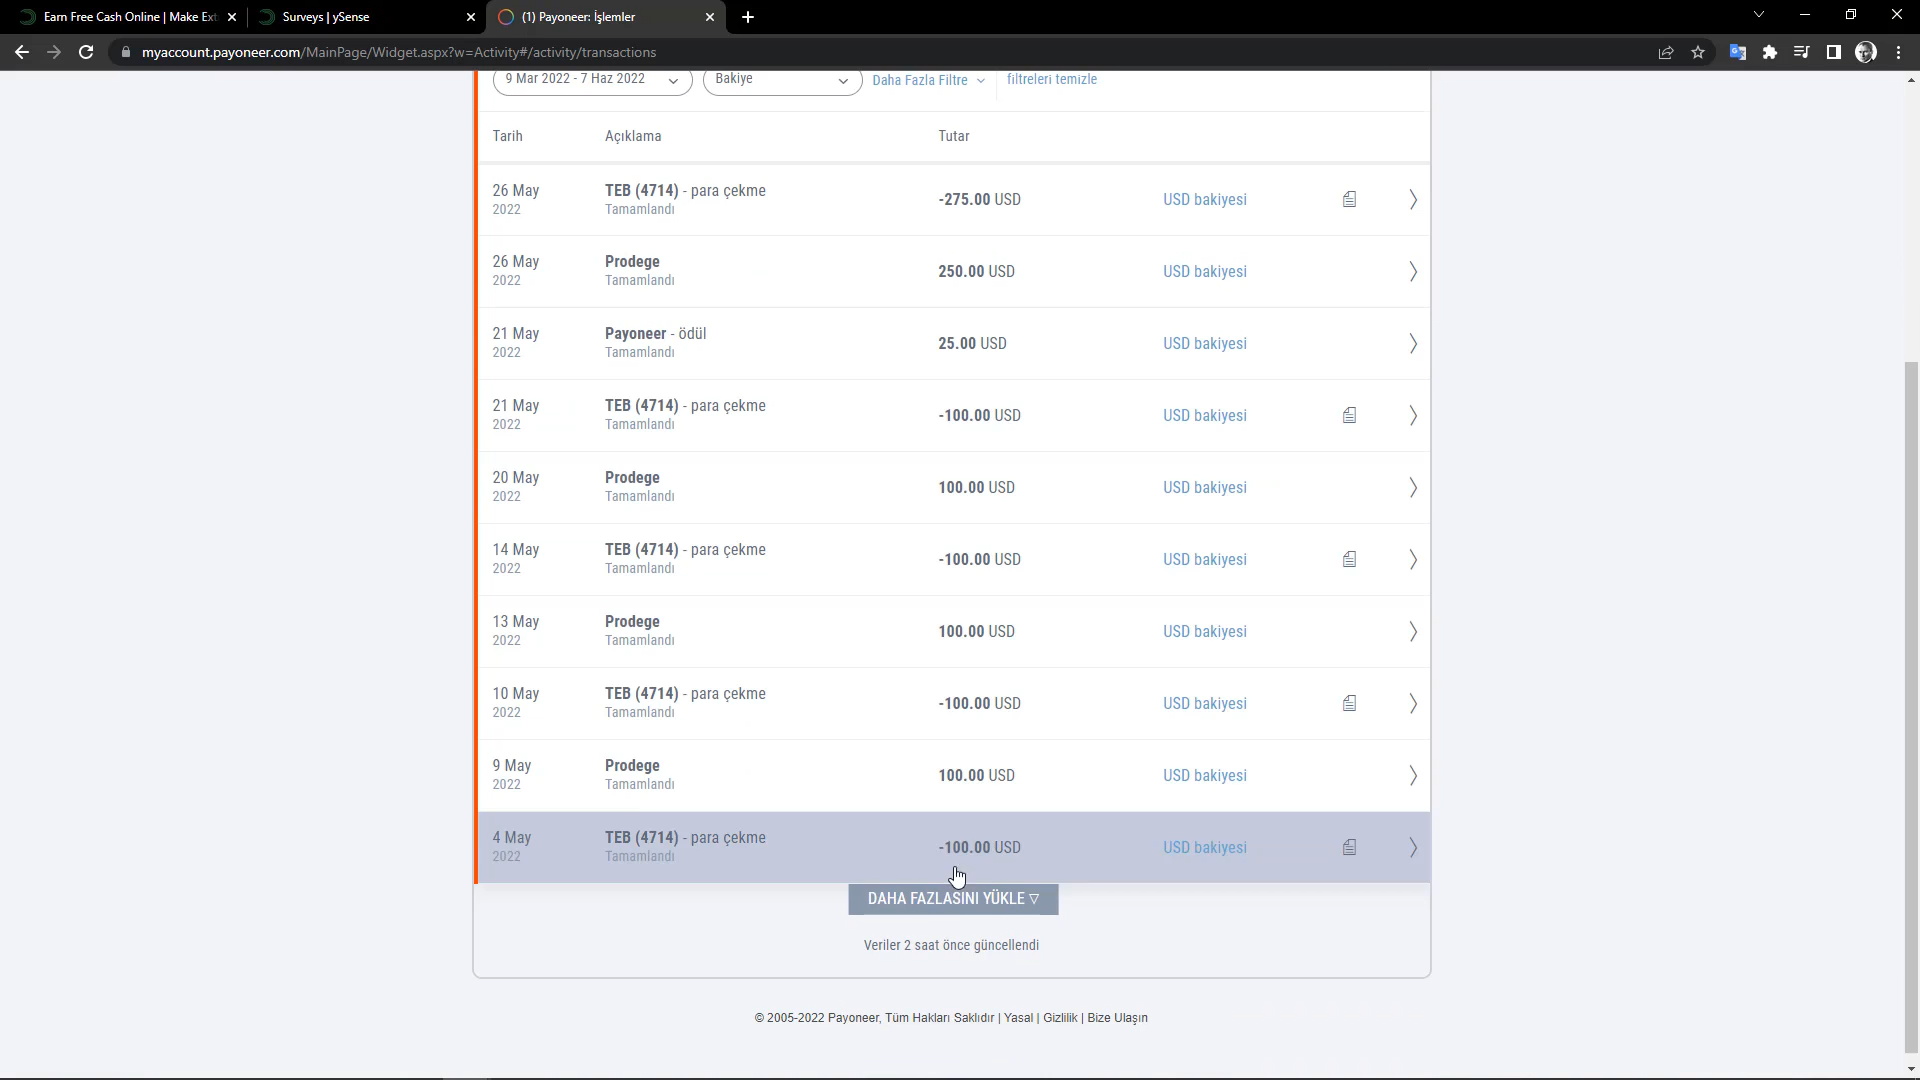 Earn Free Cash Online | Make Ext
Surveys | ySense
(1) Payoneer: İşlemler
myaccount.payoneer.com/MainPage/Widget.aspx?w=Activity#/activity/transactions
9 Mar 2022 - 7 Haz 2022
Bakiye
Daha Fazla Filtre
filtreleri temizle
Tarih Açıklama Tutar
26 May TEB (4714) - para çekme
2022 Tamamlandı
-275.00 USD USD bakiyesi
26 May Prodege
2022 Tamamlandı
250.00 USD USD bakiyesi
21 May Payoneer - ödül
2022 Tamamlandı
25.00 USD USD bakiyesi
21 May TEB (4714) - para çekme
2022 Tamamlandı
-100.00 USD USD bakiyesi
20 May Prodege
2022 Tamamlandı
100.00 USD USD bakiyesi
14 May TEB (4714) - para çekme
2022 Tamamlandı
-100.00 USD USD bakiyesi
13 May Prodege
2022 Tamamlandı
100.00 USD USD bakiyesi
10 May TEB (4714) - para çekme
2022 Tamamlandı
-100.00 USD USD bakiyesi
9 May Prodege
2022 Tamamlandı
100.00 USD USD bakiyesi
4 May TEB (4714) - para çekme
2022 Tamamlandı
-100.00 USD USD bakiyesi
DAHA FAZLASINI YÜKLE ▽
Veriler 2 saat önce güncellendi
© 2005-2022 Payoneer, Tüm Hakları Saklıdır | Yasal | Gizlilik | Bize Ulaşın